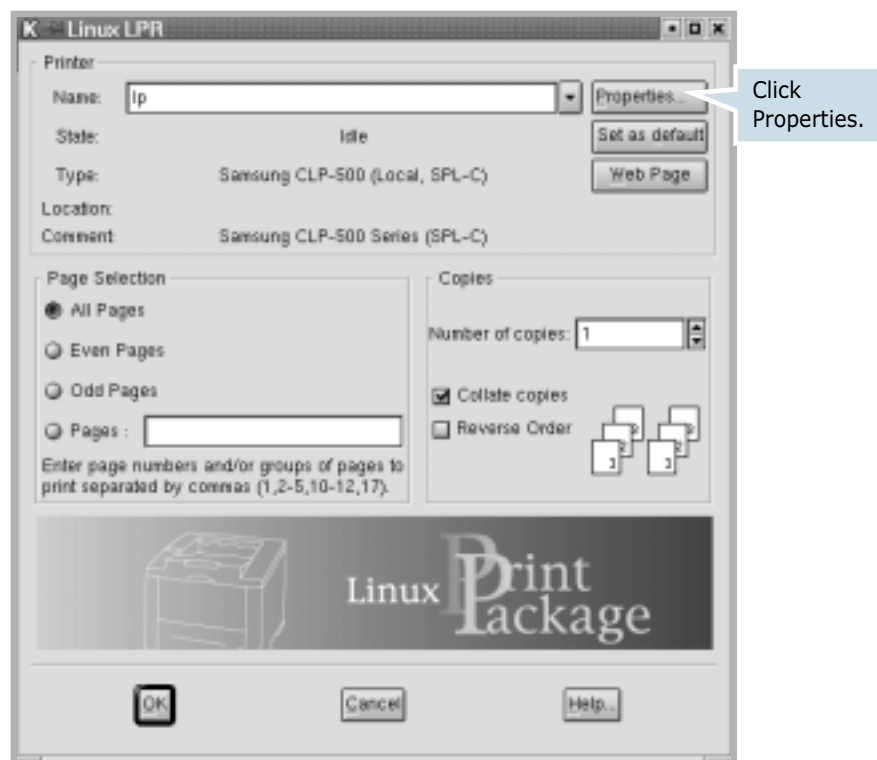 K Linux LPR
Printer
Name: lp Properties...
State: Idle Set as default
Type: Samsung CLP-500 (Local, SPL-C) Web Page
Location:
Comment: Samsung CLP-500 Series (SPL-C)
Click
Properties.
Page Selection
All Pages
Even Pages
Odd Pages
Pages :
Enter page numbers and/or groups of pages to
print separated by commas (1,2-5,10-12,17).
Copies
Number of copies: 1
Collate copies
Reverse Order
Linux Print
Package
OK Cancel Help...